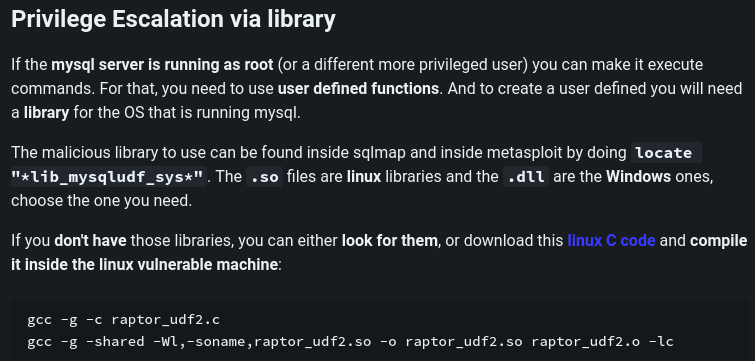 Privilege Escalation via library
If the mysql server is running as root (or a different more privileged user) you can make it execute
commands. For that, you need to use user defined functions. And to create a user defined you will need
a library for the OS that is running mysql.
The malicious library to use can be found inside sqlmap and inside metasploit by doing locate
"*lib_mysqludf_sys*". The .so files are linux libraries and the .dll are the Windows ones,
choose the one you need.
If you don't have those libraries, you can either look for them, or download this linux C code and compile
it inside the linux vulnerable machine:
gcc -g -c raptor_udf2.c
gcc -g -shared -Wl,-soname,raptor_udf2.so -o raptor_udf2.so raptor_udf2.o -lc